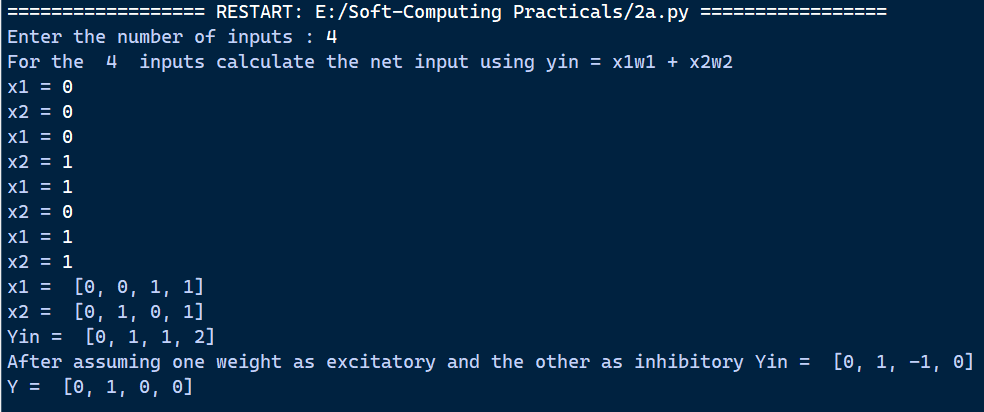 ================== RESTART: E:/Soft-Computing Practicals/2a.py =================
Enter the number of inputs : 4
For the  4  inputs calculate the net input using yin = x1w1 + x2w2
x1 = 0
x2 = 0
x1 = 0
x2 = 1
x1 = 1
x2 = 0
x1 = 1
x2 = 1
x1 =  [0, 0, 1, 1]
x2 =  [0, 1, 0, 1]
Yin =  [0, 1, 1, 2]
After assuming one weight as excitatory and the other as inhibitory Yin =  [0, 1, -1, 0]
Y =  [0, 1, 0, 0]